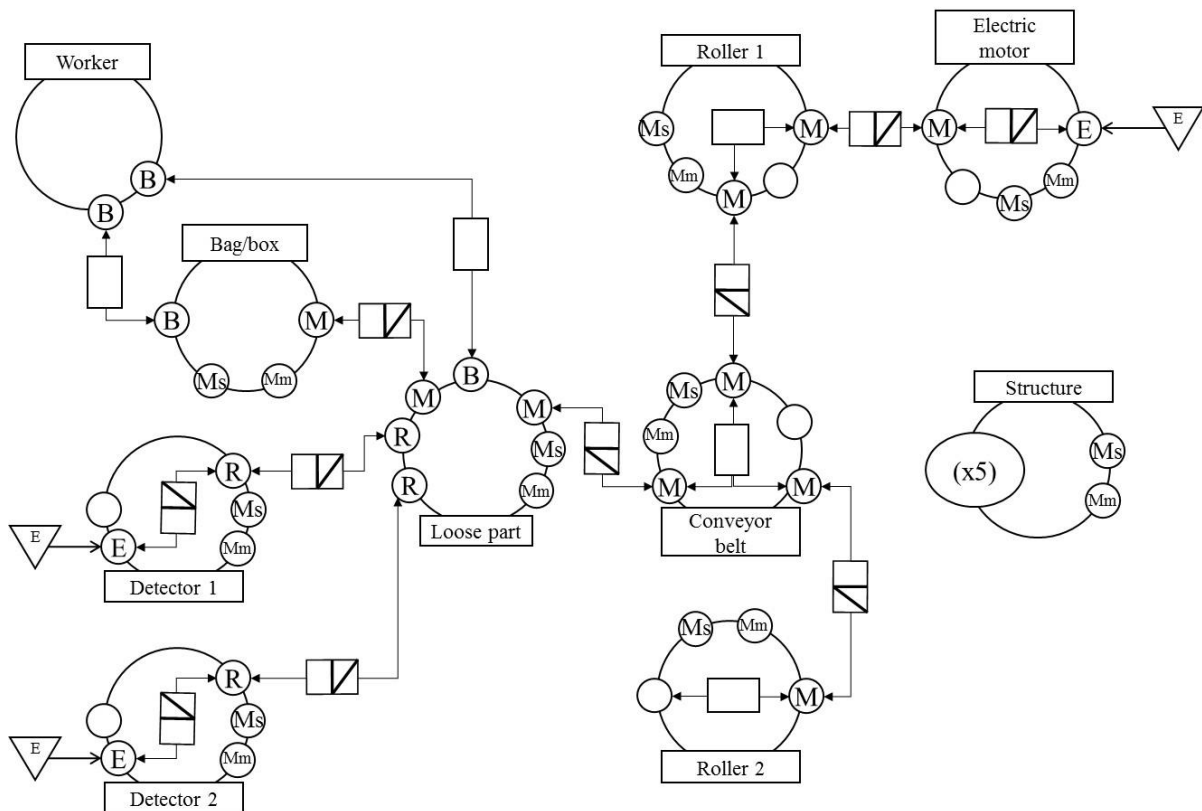 Worker
B
B
Bag/box
B
M
Ms
Mm
Roller 1
Ms
Mm
M
M
Electric
motor
M
E
Ms
Mm
E
B
M
M
R
R
Ms
Mm
Loose part
M
Ms
Mm
M
M
Conveyor
belt
Structure
(x5)
Ms
Mm
R
Ms
Mm
E
E
Detector 1
R
Ms
Mm
E
E
Detector 2
Ms
Mm
M
Roller 2